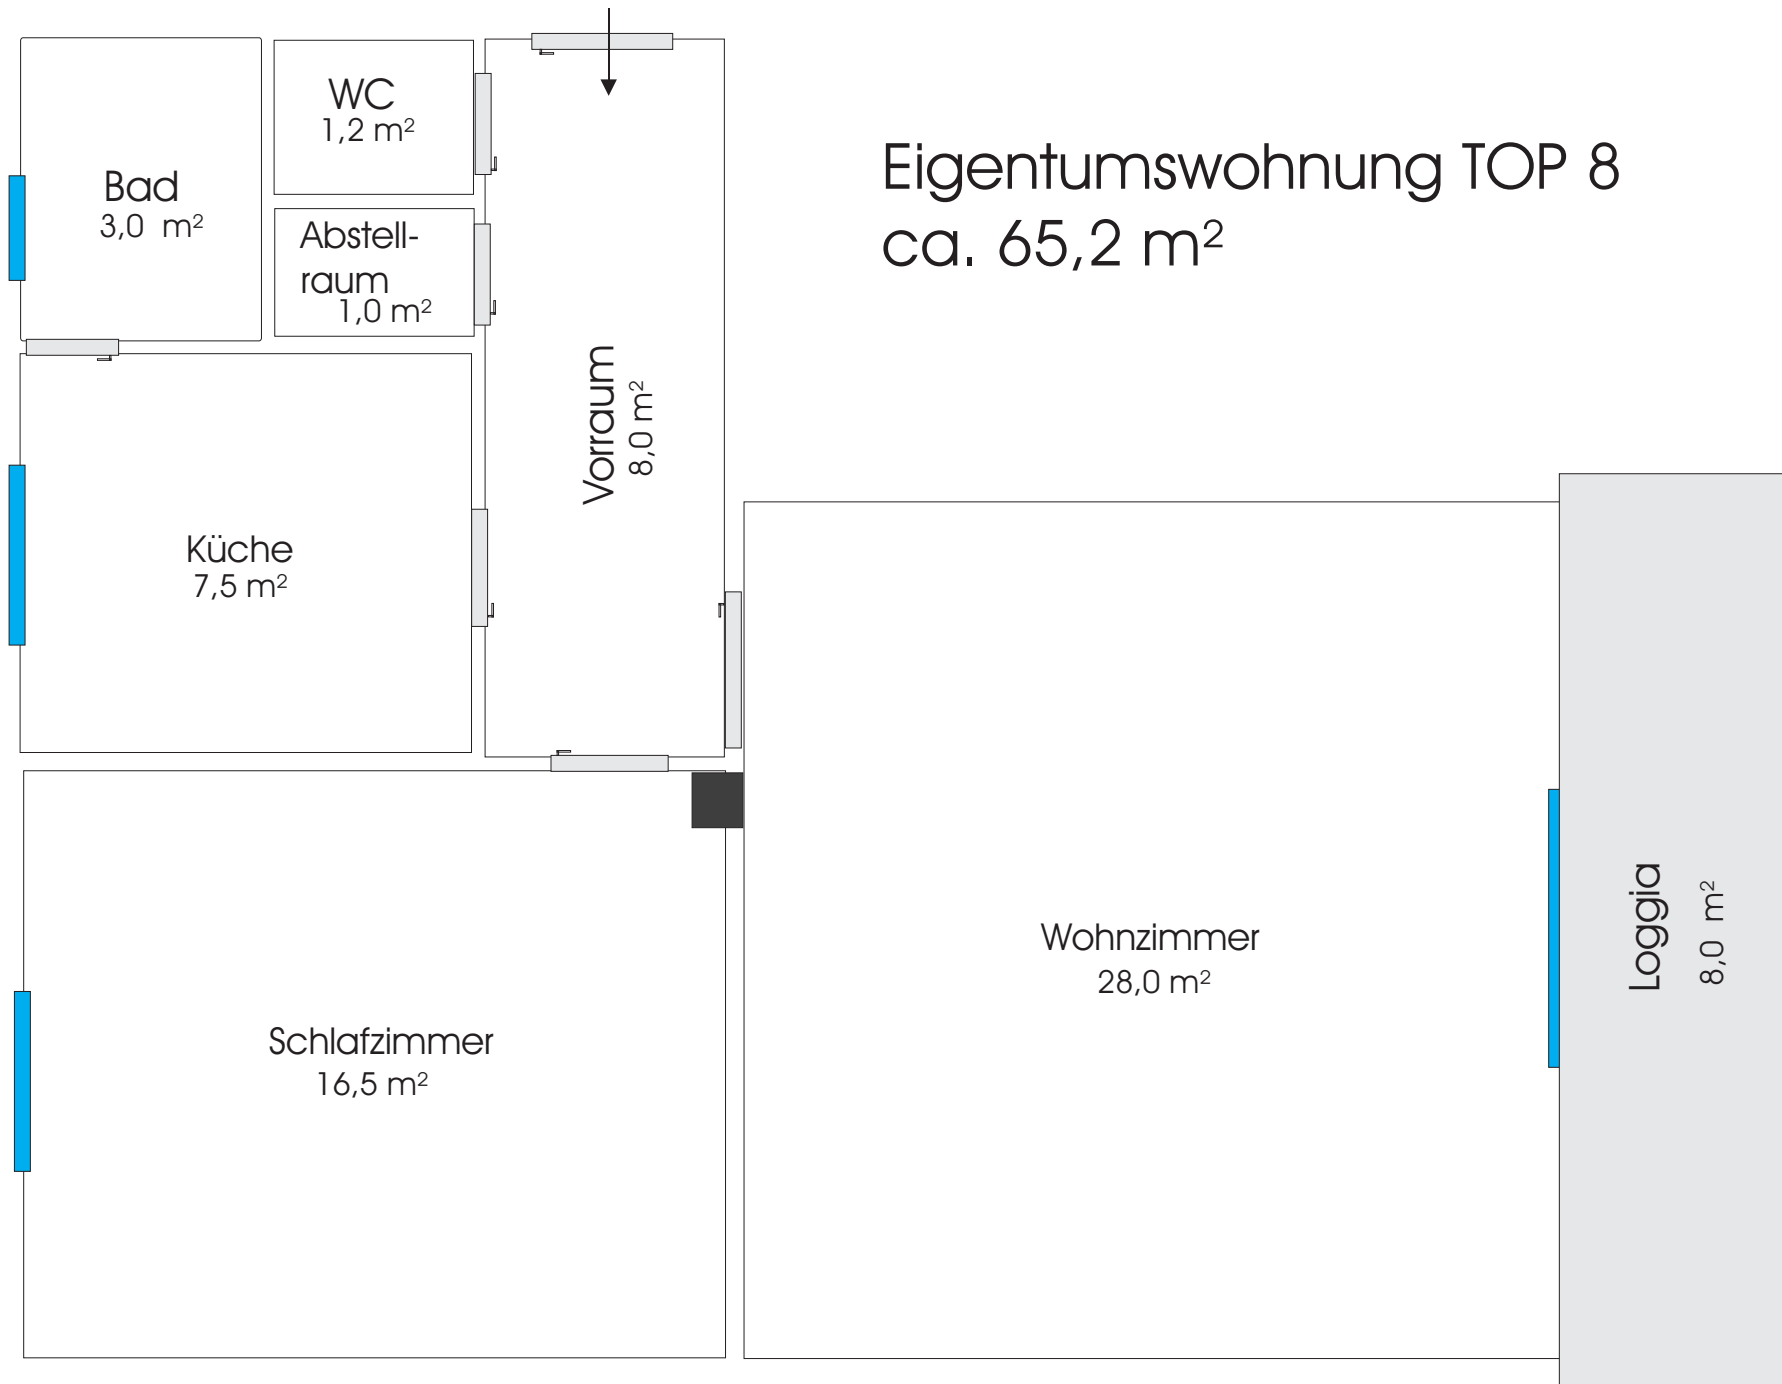 WC
1,2 m²
Bad
3,0 m²
Abstell-
raum
1,0 m²
Eigentumswohnung TOP 8
ca. 65,2 m²
Vorraum
8,0 m²
Küche
7,5 m²
Wohnzimmer
28,0 m²
Loggia
8,0 m²
Schlafzimmer
16,5 m²